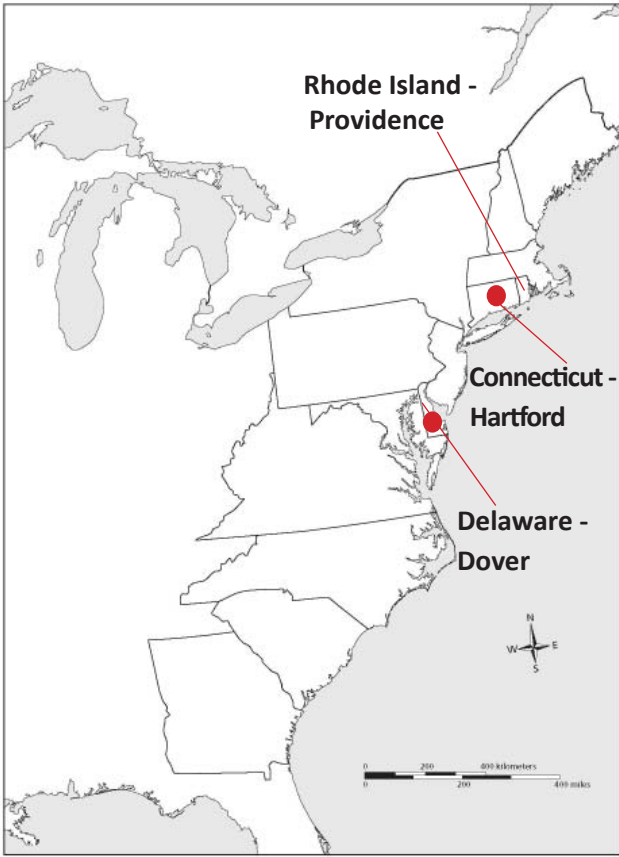 Rhode Island -
Providence
Connecticut -
Hartford
Delaware -
Dover
N
W E
S
0 200 400 kilometers
0 200 400 miles